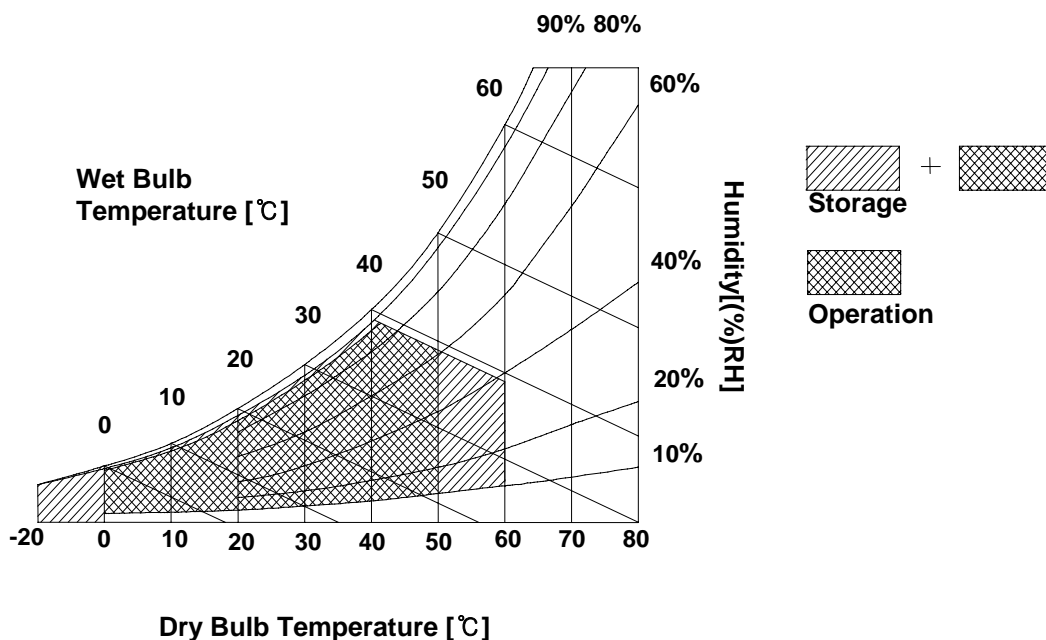 90% 80%
60
60%
50
Wet Bulb
Temperature [℃]
Storage
+
40
40%
Humidity[(%)RH]
30
Operation
20
20%
10
0
10%
-20 0 10 20 30 40 50 60 70 80
Dry Bulb Temperature [℃]